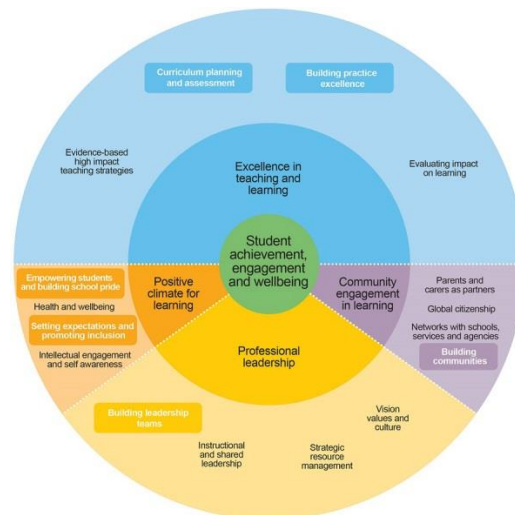 Curriculum planning
and assessment
Building practice
excellence
Evidence-based
high impact
teaching strategies
Excellence in
teaching and
learning
Evaluating impact
on learning
Student
achievement,
engagement
and wellbeing
Empowering students
and building school pride
Health and wellbeing
Setting expectations and
promoting inclusion
Intellectual engagement
and self awareness
Positive
climate for
learning
Community
engagement
in learning
Parents and
carers as partners
Global citizenship
Networks with schools,
services and agencies
Building
communities
Professional
leadership
Building leadership
teams
Instructional
and shared
leadership
Strategic
resource
management
Vision
values and
culture